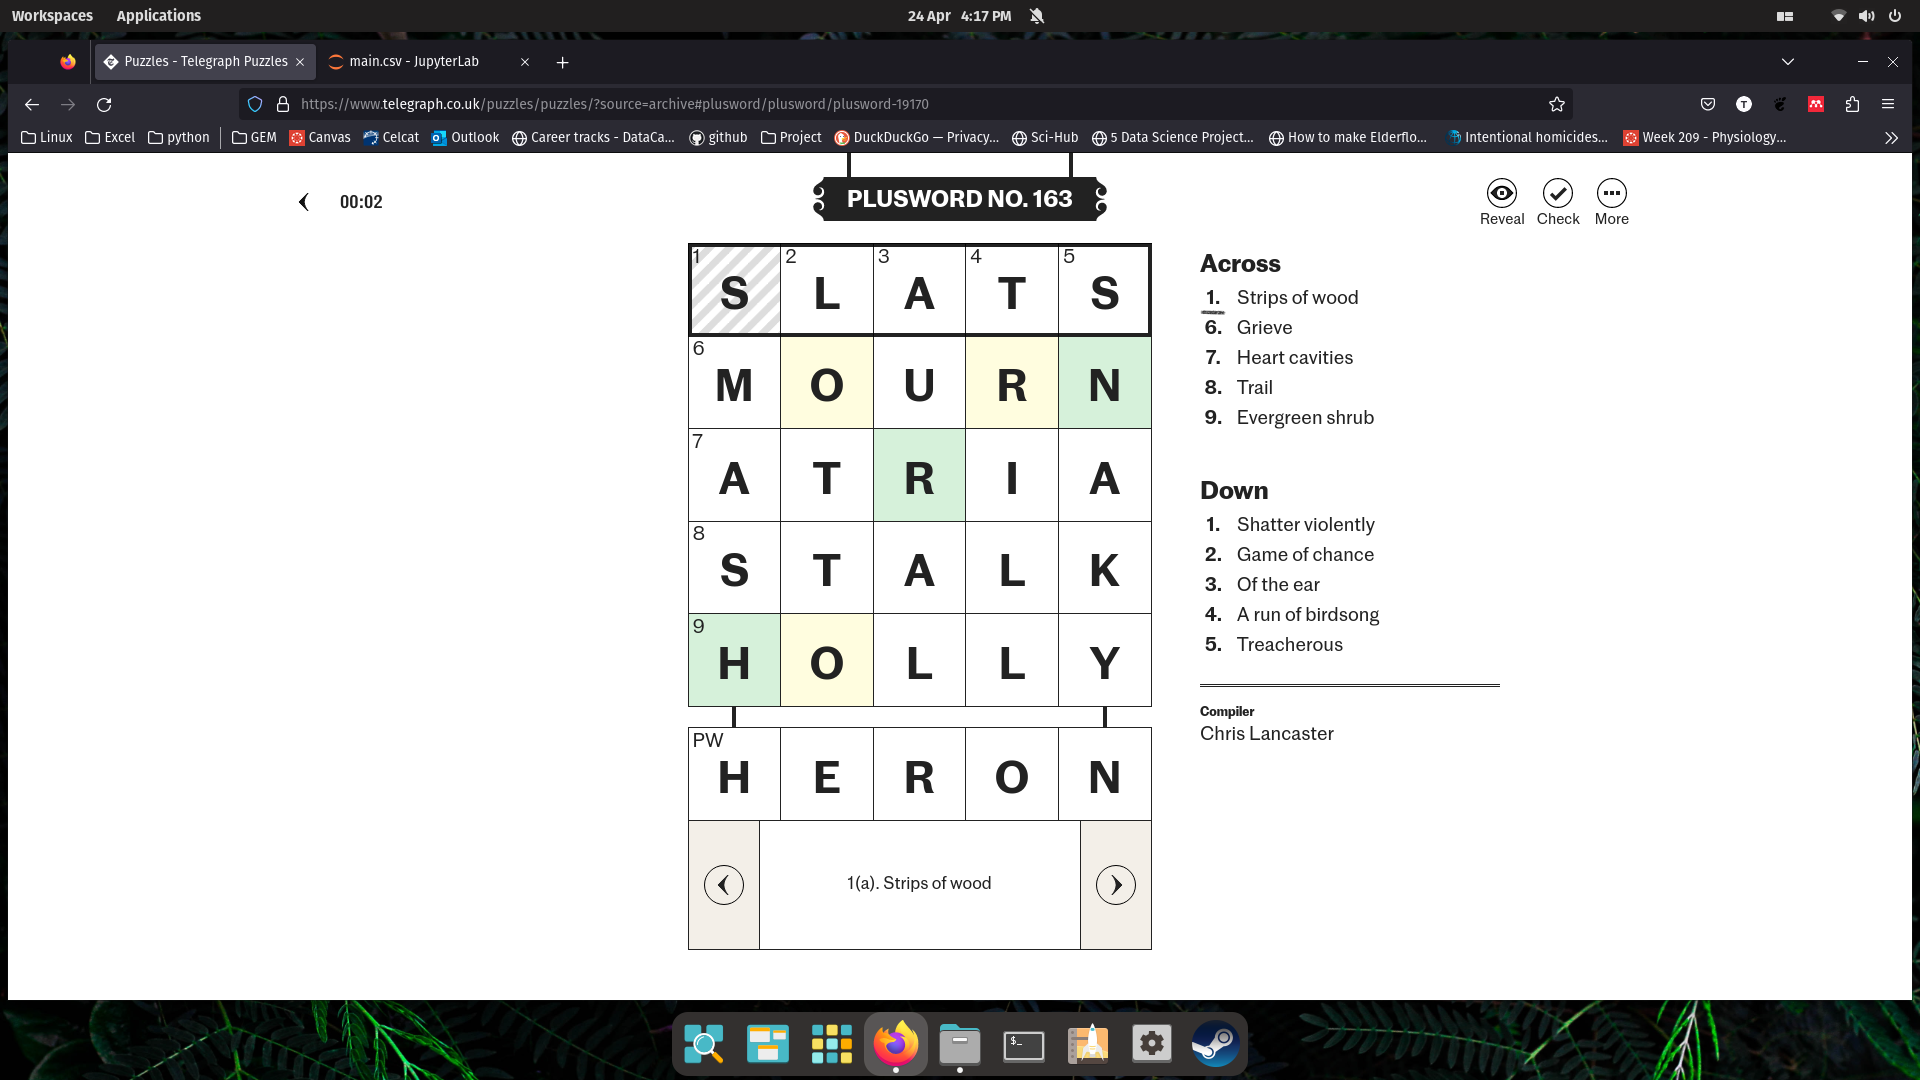 Workspaces Applications 24 Apr 4:17 PM
Puzzles - Telegraph Puzzles main.csv - JupyterLab
https://www.telegraph.co.uk/puzzles/puzzles/?source=archive#plusword/plusword/plusword-19170
Linux Excel python GEM Canvas Celcat Outlook Career tracks - DataCa... github Project DuckDuckGo — Privacy... Sci-Hub 5 Data Science Project... How to make Elderflo... Intentional homicides... Week 209 - Physiology...
00:02
PLUSWORD NO. 163
Reveal Check More
1 2 3 4 5
S L A T S
6
M O U R N
7
A T R I A
8
S T A L K
9
H O L L Y
PW
H E R O N
1(a). Strips of wood
Across
1. Strips of wood
6. Grieve
7. Heart cavities
8. Trail
9. Evergreen shrub
Down
1. Shatter violently
2. Game of chance
3. Of the ear
4. A run of birdsong
5. Treacherous
Compiler
Chris Lancaster